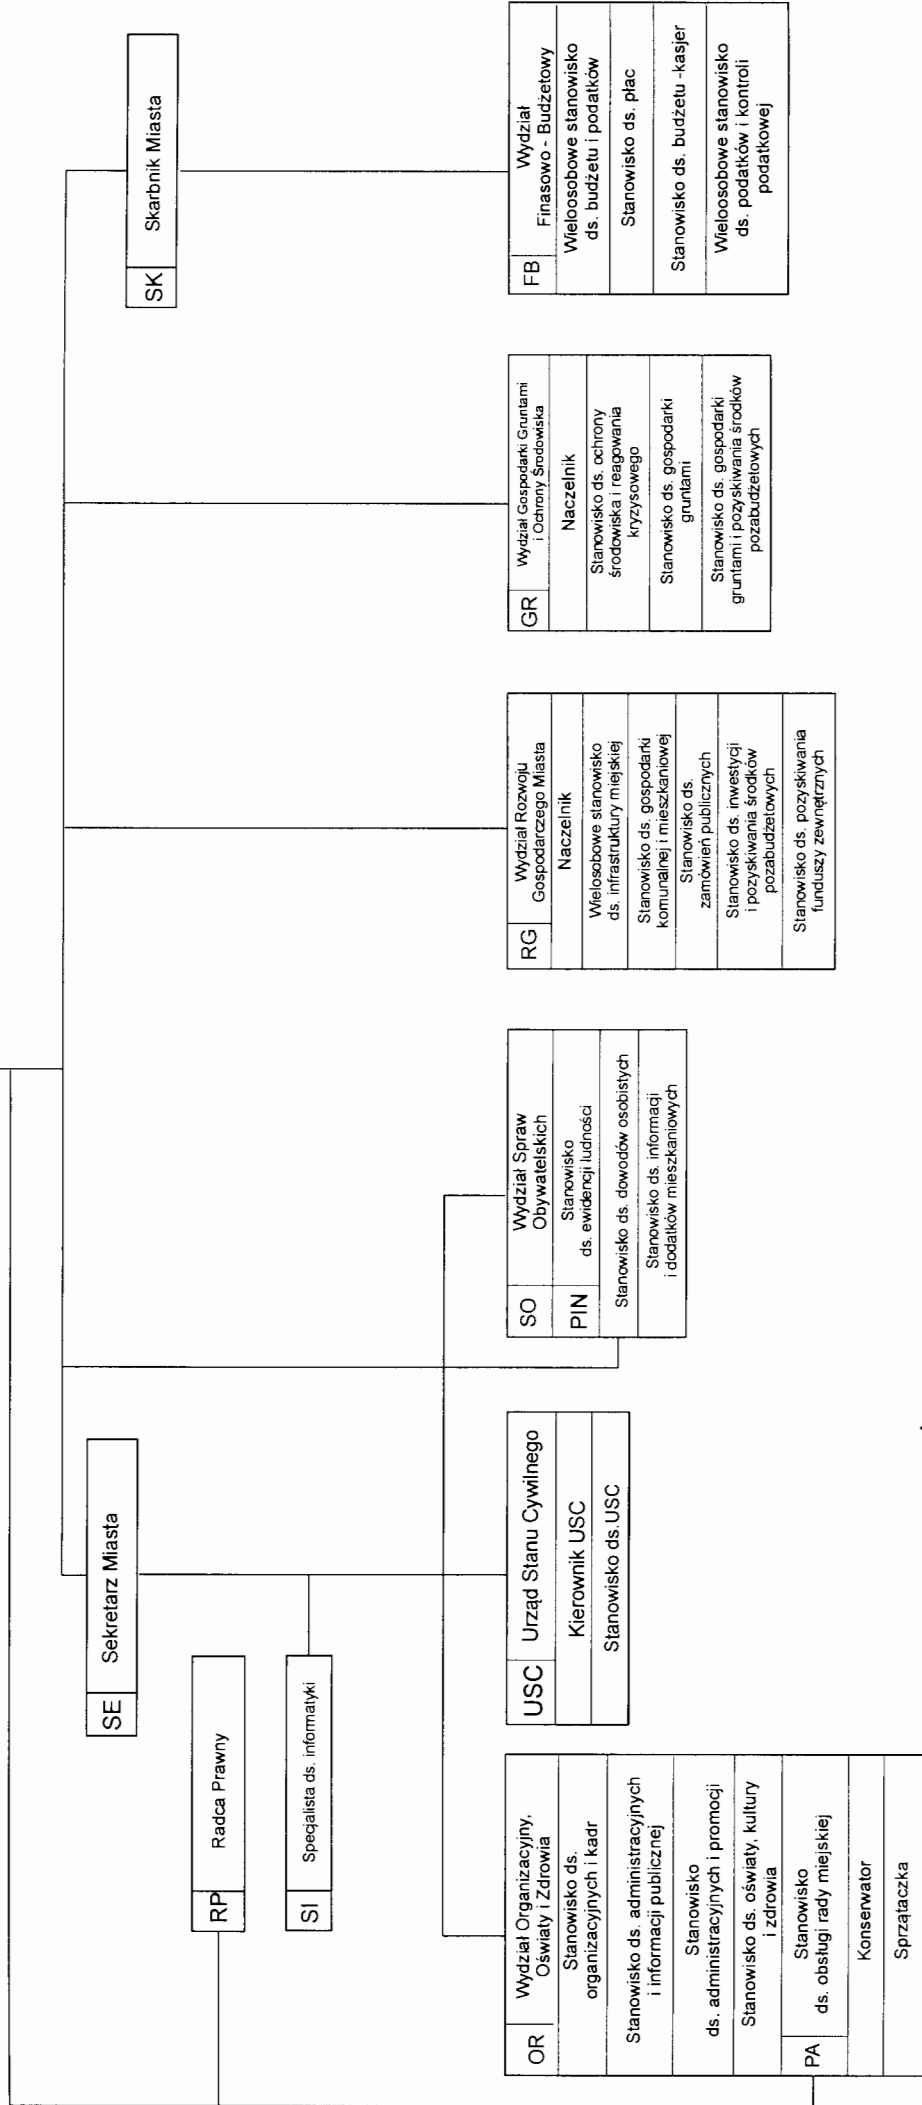 SE
Sekretarz Miasta
SK
Skarbnik Miasta
RP
Radca Prawny
SI
Specjalista ds. informatyki
OR
Wydział Organizacyjny,
Oświaty i Zdrowia
Stanowisko ds.
organizacyjnych i kadr
Stanowisko ds. administracyjnych
i informacji publicznej
Stanowisko
ds. administracyjnych i promocji
Stanowisko ds. oświaty, kultury
i zdrowia
PA
Stanowisko
ds. obsługi rady miejskiej
Konserwator
Sprzątaczka
USC
Urząd Stanu Cywilnego
Kierownik USC
Stanowisko ds.USC
SO
Wydział Spraw
Obywatelskich
PIN
Stanowisko
ds. ewidencji ludności
Stanowisko ds. dowodów osobistych
Stanowisko ds. informacji
i dodatków mieszkaniowych
RG
Wydział Rozwoju
Gospodarczego Miasta
Naczelnik
Wielosobowe stanowisko
ds. infrastruktury miejskiej
Stanowisko ds. gospodarki
komunalnej i mieszkaniowej
Stanowisko ds.
zamówień publicznych
Stanowisko ds. inwestycji
i pozyskiwania środków
pozabudżetowych
Stanowisko ds. pozyskiwania
funduszy zewnętrznych
GR
Wydział Gospodarki Gruntami
i Ochrony Środowiska
Naczelnik
Stanowisko ds. ochrony
środowiska i reagowania
kryzysowego
Stanowisko ds. gospodarki
gruntami
Stanowisko ds. gospodarki
gruntami i pozyskiwania środków
pozabudżetowych
FB
Wydział
Finasowo - Budżetowy
Wieloosobowe stanowisko
ds. budżetu i podatków
Stanowisko ds. płac
Stanowisko ds. budżetu -kasjer
Wieloosobowe stanowisko
ds. podatków i kontroli
podatkowej